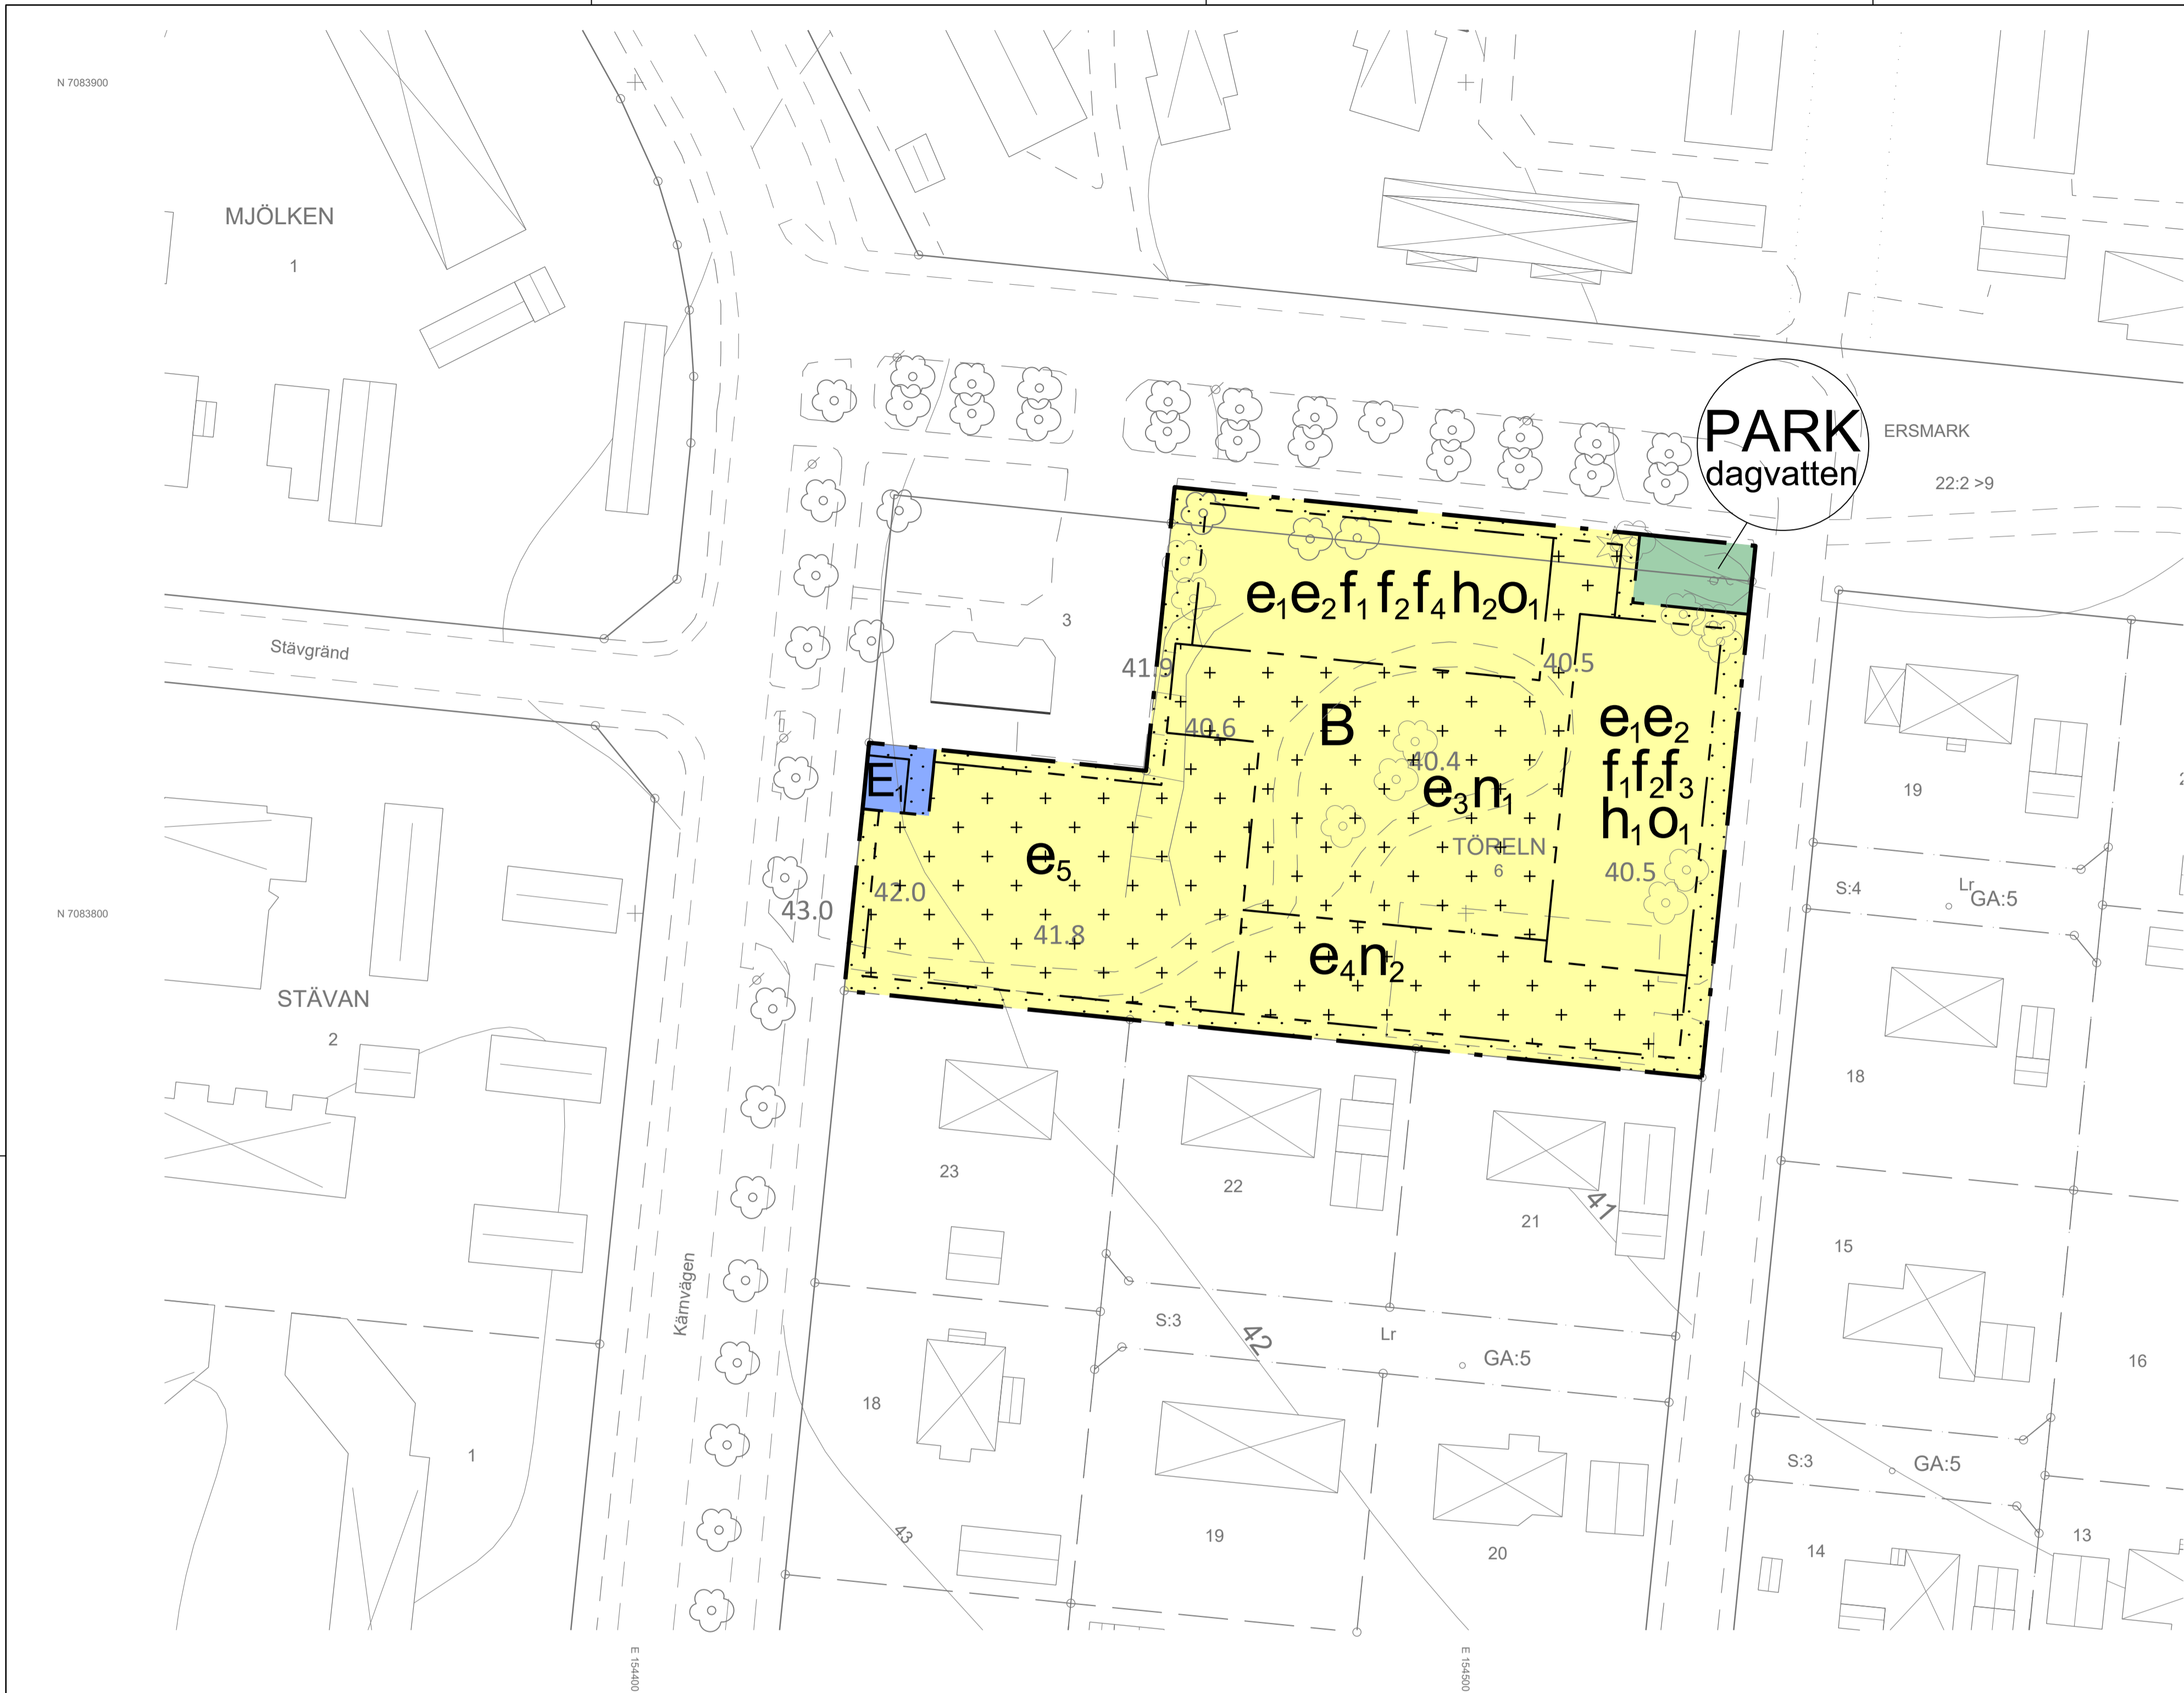 N 7083900
MJÖLKEN
1
PARK
dagvatten
ERSMARK
22:2 >9
e₁e₂f₁f₂f₄h₂o₁
3
Stävgränd
41.9
40.5
40.6
B
e₁e₂
f₁f₂f₃
h₁o₁
40.4
E₁
e₃n₁
19
e₅
TÖRELN
6
40.5
42.0
43.0
41.8
S:4
Lr
GA:5
N 7083800
e₄n₂
STÄVAN
2
18
23
22
21
41
15
Kärnvägen
S:3
42
Lr
GA:5
16
18
1
S:3
GA:5
43
19
20
14
13
E 154400
E 154500